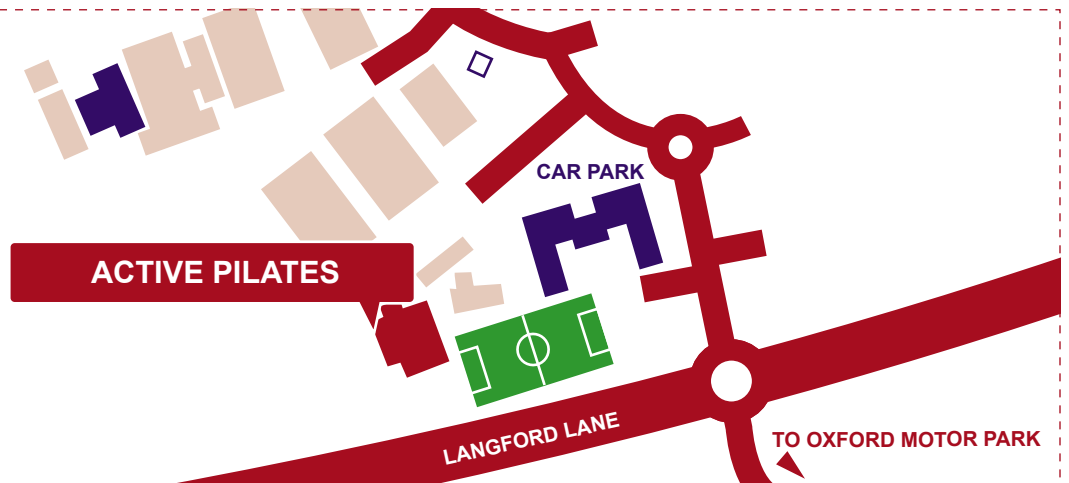 CAR PARK
ACTIVE PILATES
LANGFORD LANE
TO OXFORD MOTOR PARK